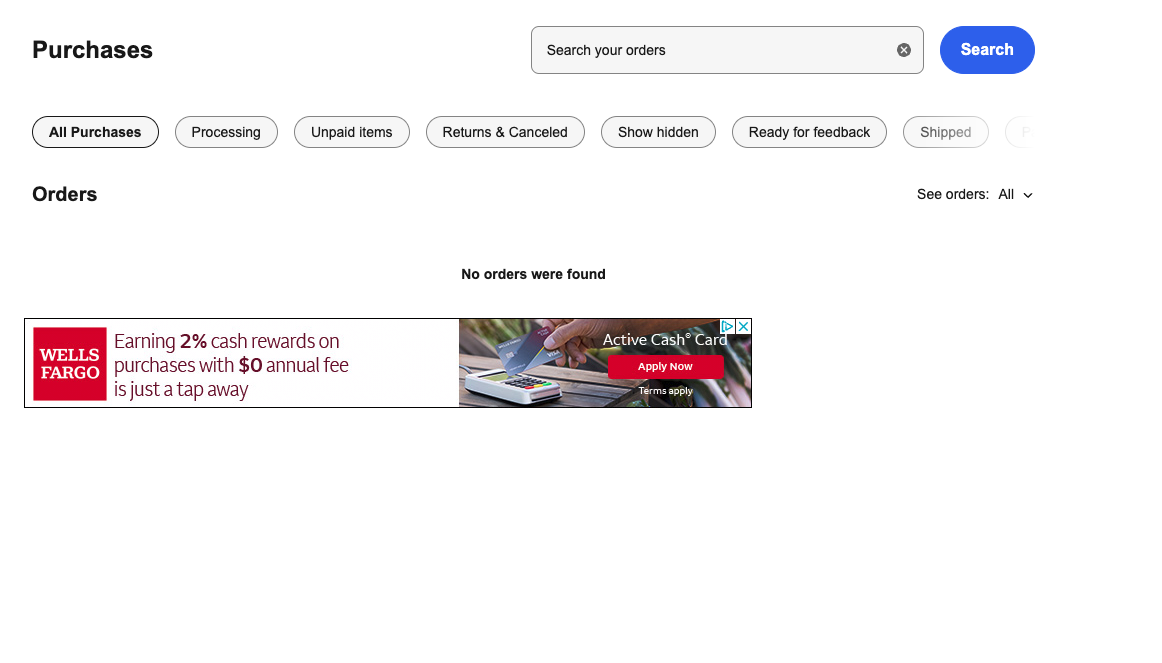 Purchases
Search your orders
Search
All Purchases
Processing
Unpaid items
Returns & Canceled
Show hidden
Ready for feedback
Shipped
Orders
See orders: All
No orders were found
WELLS
FARGO
Earning 2% cash rewards on
purchases with $0 annual fee
is just a tap away
Active Cash® Card
Apply Now
Terms apply